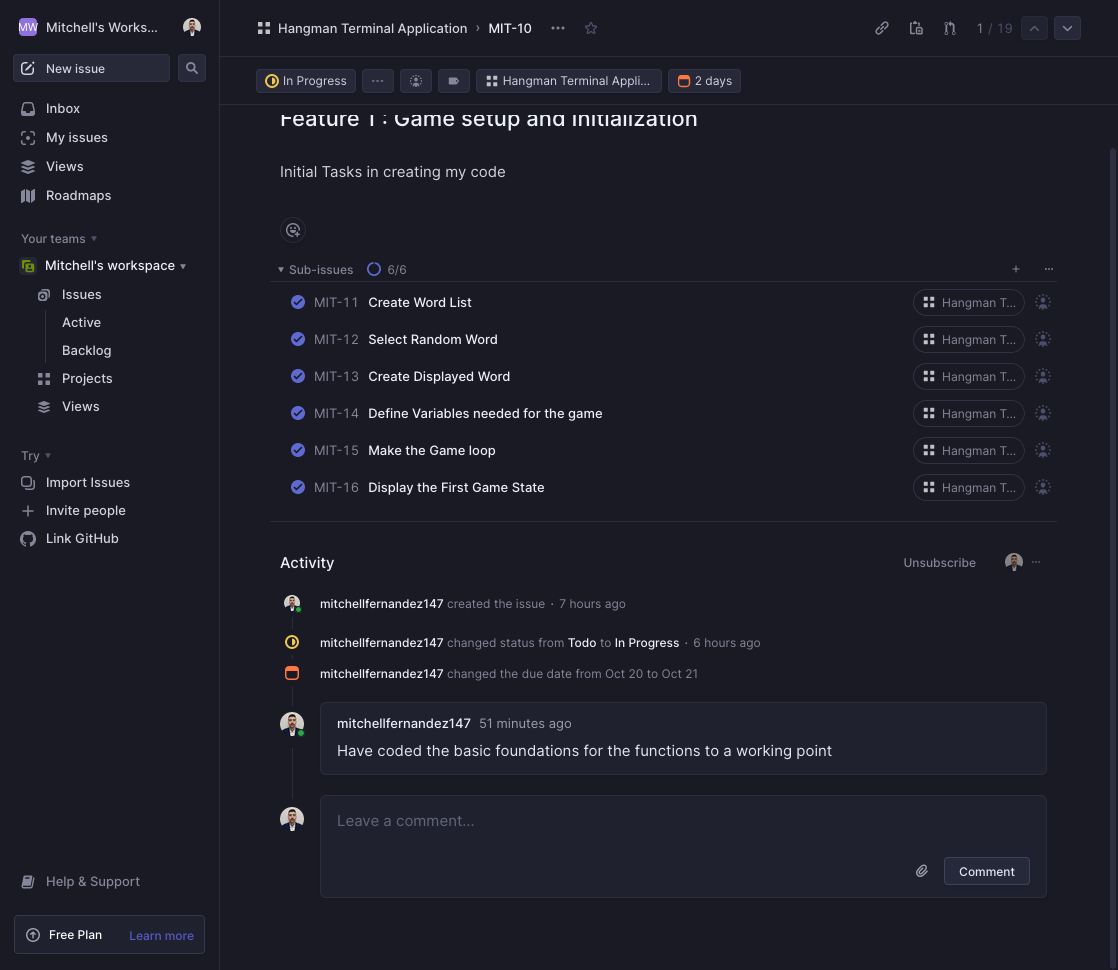 MW Mitchell's Works...
New issue
Inbox
My issues
Views
Roadmaps
Your teams
Mitchell's workspace
Issues
Active
Backlog
Projects
Views
Try
Import Issues
Invite people
Link GitHub
Help & Support
Free Plan Learn more
Hangman Terminal Application › MIT-10 ... 1 / 19
In Progress --- Hangman Terminal Appli... 2 days
Feature 1 : Game setup and initialization
Initial Tasks in creating my code
Sub-issues 6/6 + ...
MIT-11 Create Word List Hangman T...
MIT-12 Select Random Word Hangman T...
MIT-13 Create Displayed Word Hangman T...
MIT-14 Define Variables needed for the game Hangman T...
MIT-15 Make the Game loop Hangman T...
MIT-16 Display the First Game State Hangman T...
Activity Unsubscribe ...
mitchellfernandez147 created the issue · 7 hours ago
mitchellfernandez147 changed status from Todo to In Progress · 6 hours ago
mitchellfernandez147 changed the due date from Oct 20 to Oct 21
mitchellfernandez147 51 minutes ago
Have coded the basic foundations for the functions to a working point
Leave a comment...
Comment